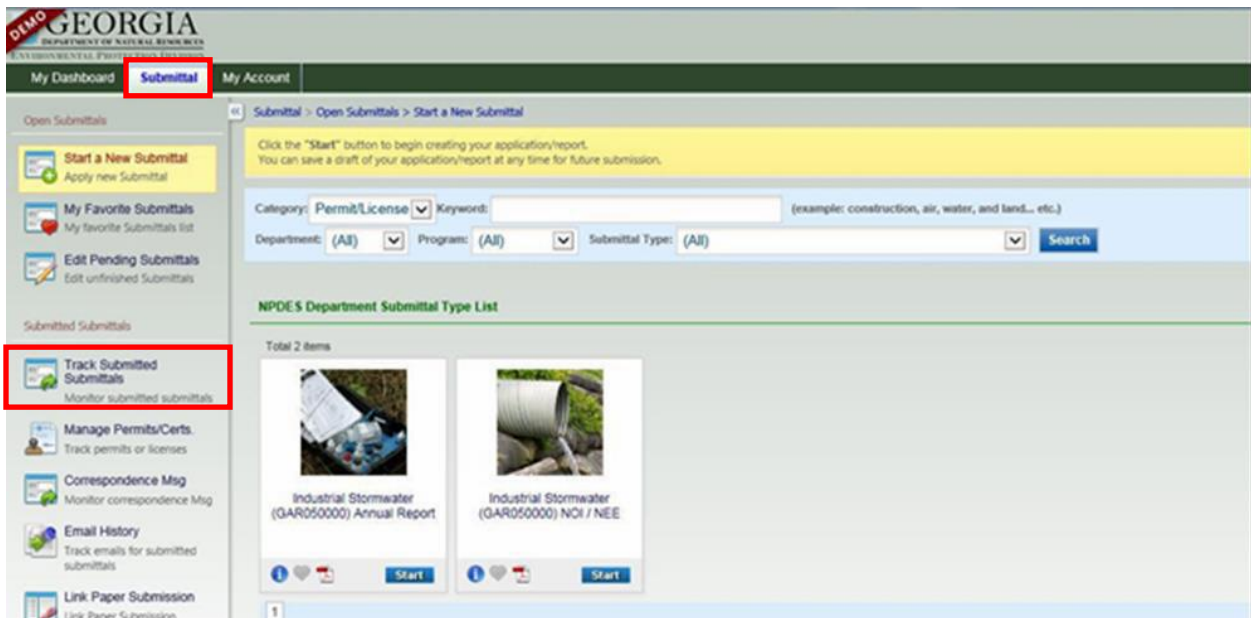 DEMO
GEORGIA
DEPARTMENT OF NATURAL RESOURCES
ENVIRONMENTAL PROTECTION DIVISION
My Dashboard Submittal My Account
Open Submittals
Start a New Submittal
Apply new Submittal
My Favorite Submittals
My favorite Submittals list
Edit Pending Submittals
Edit unfinished Submittals
Submitted Submittals
Track Submitted
Submittals
Monitor submitted submittals
Manage Permits/Certs.
Track permits or licenses
Correspondence Msg
Monitor correspondence Msg
Email History
Track emails for submitted
submittals
Link Paper Submission
Link Paper Submission
Submittal > Open Submittals > Start a New Submittal
Click the "Start" button to begin creating your application/report.
You can save a draft of your application/report at any time for future submission.
Category: Permit/License Keyword: (example: construction, air, water, and land... etc.)
Department: (All) Program: (All) Submittal Type: (All) Search
NPDES Department Submittal Type List
Total 2 items
Industrial Stormwater
(GAR050000) Annual Report
Start
Industrial Stormwater
(GAR050000) NOI / NEE
Start
1